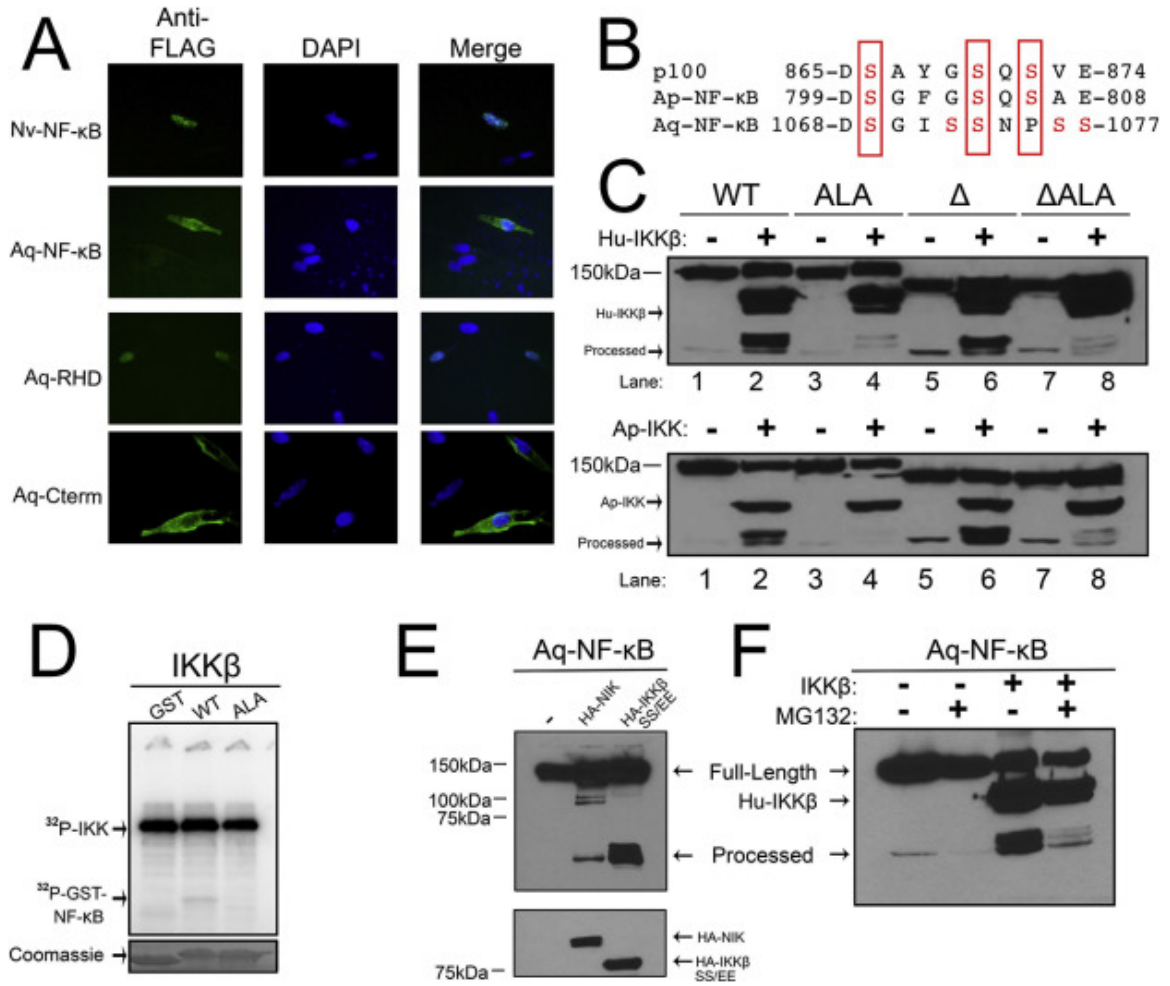 A
Anti-
FLAG
DAPI
Merge
Nv-NF-κB
Aq-NF-κB
Aq-RHD
Aq-Cterm
B
p100 865-D S A Y G S Q S V E-874
Ap-NF-κB 799-D S G F G S Q S A E-808
Aq-NF-κB 1068-D S G I S S N P S S-1077
C
WT ALA Δ ΔALA
Hu-IKKβ: - + - + - + - +
150kDa
Hu-IKKβ
Processed
Lane: 1 2 3 4 5 6 7 8
Ap-IKK: - + - + - + - +
150kDa
Ap-IKK
Processed
Lane: 1 2 3 4 5 6 7 8
D
IKKβ
GST WT ALA
³²P-IKK
³²P-GST-
NF-κB
Coomassie
E
Aq-NF-κB
- HA-NIK HA-IKKβ
SS/EE
150kDa
100kDa
75kDa
HA-NIK
HA-IKKβ
SS/EE
75kDa
F
Aq-NF-κB
IKKβ: - - + +
MG132: - + - +
Full-Length
Hu-IKKβ
Processed